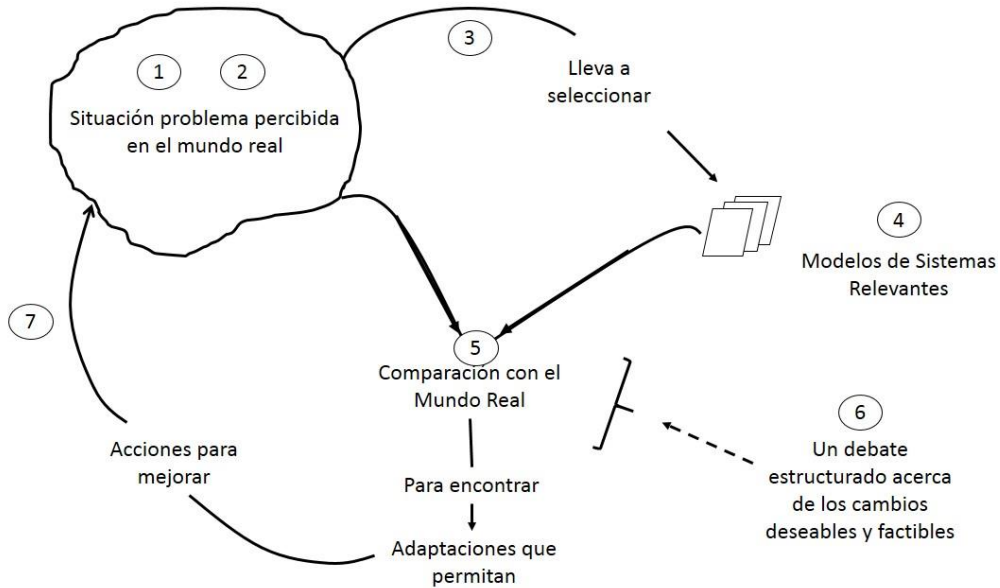 1
2
Situación problema percibida
en el mundo real
3
Lleva a
seleccionar
4
Modelos de Sistemas
Relevantes
5
Comparación con el
Mundo Real
6
Un debate
estructurado acerca
de los cambios
deseables y factibles
Para encontrar
Adaptaciones que
permitan
Acciones para
mejorar
7